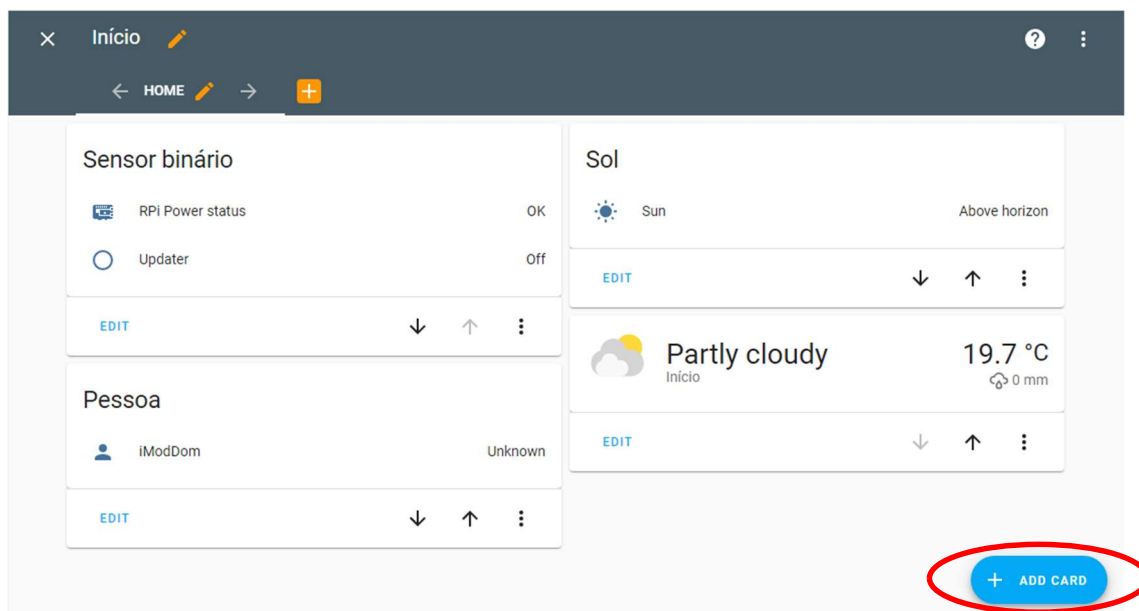 Início
HOME
Sensor binário
RPi Power status OK
Updater Off
EDIT
Pessoa
iModDom Unknown
EDIT
Sol
Sun Above horizon
EDIT
Partly cloudy 19.7 °C
Início 0 mm
EDIT
+ ADD CARD